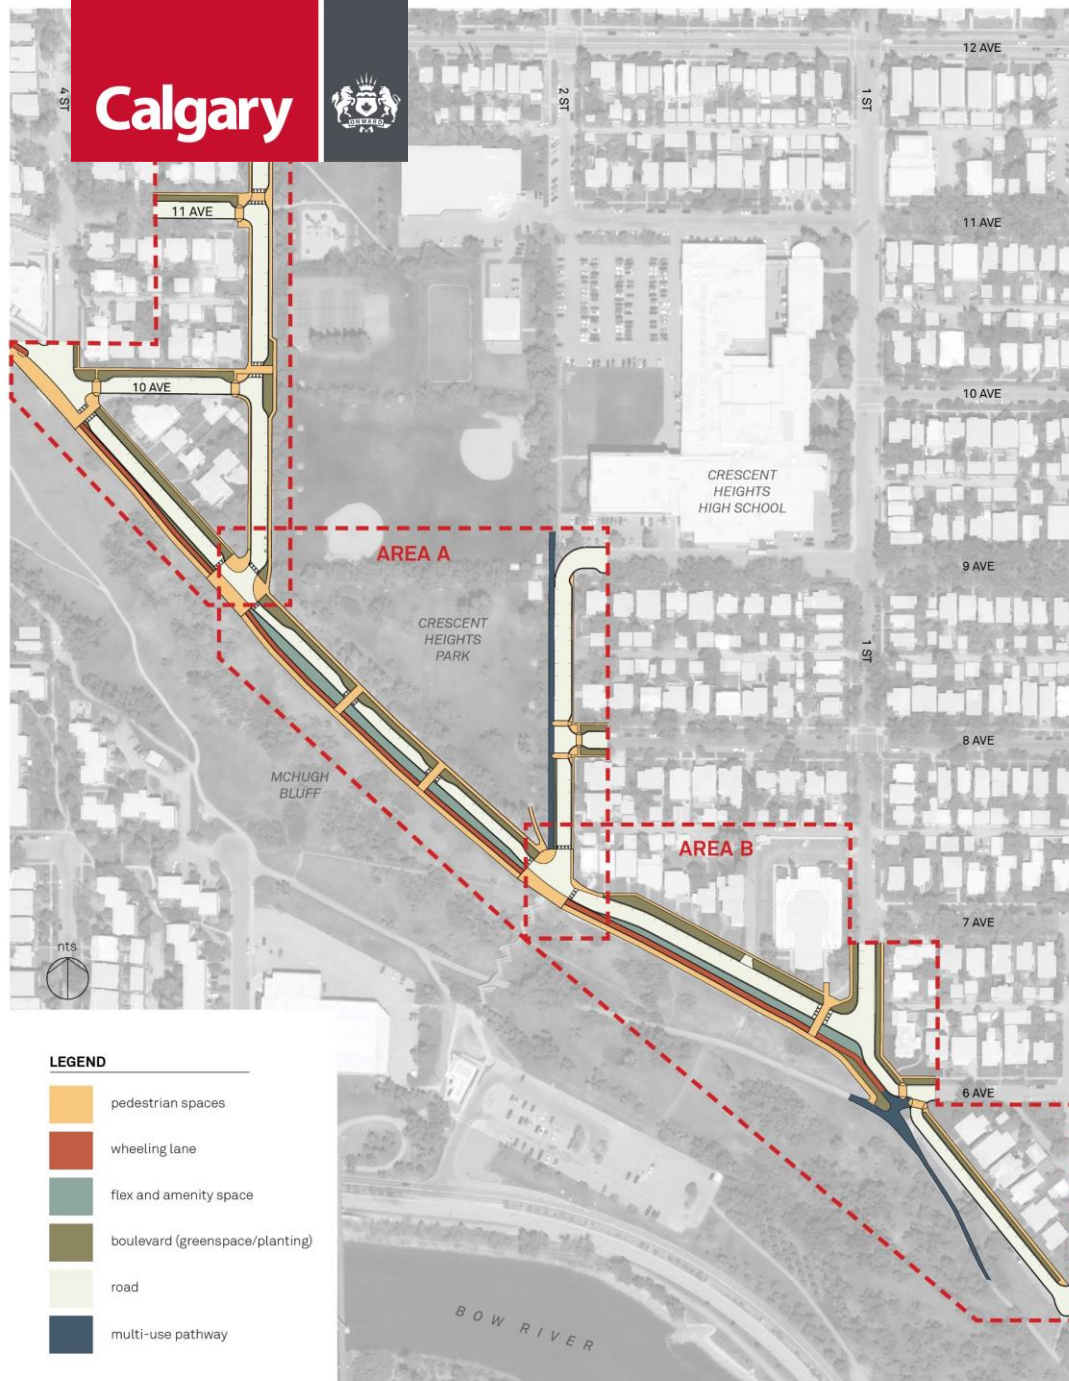 Calgary
ONWARD
4 ST
2 ST
1 ST
12 AVE
11 AVE
11 AVE
10 AVE
10 AVE
CRESCENT
HEIGHTS
HIGH SCHOOL
AREA A
9 AVE
CRESCENT
HEIGHTS
PARK
1 ST
8 AVE
MCHUGH
BLUFF
AREA B
7 AVE
nts
6 AVE
LEGEND
pedestrian spaces
wheeling lane
flex and amenity space
boulevard (greenspace/planting)
road
multi-use pathway
BOW RIVER